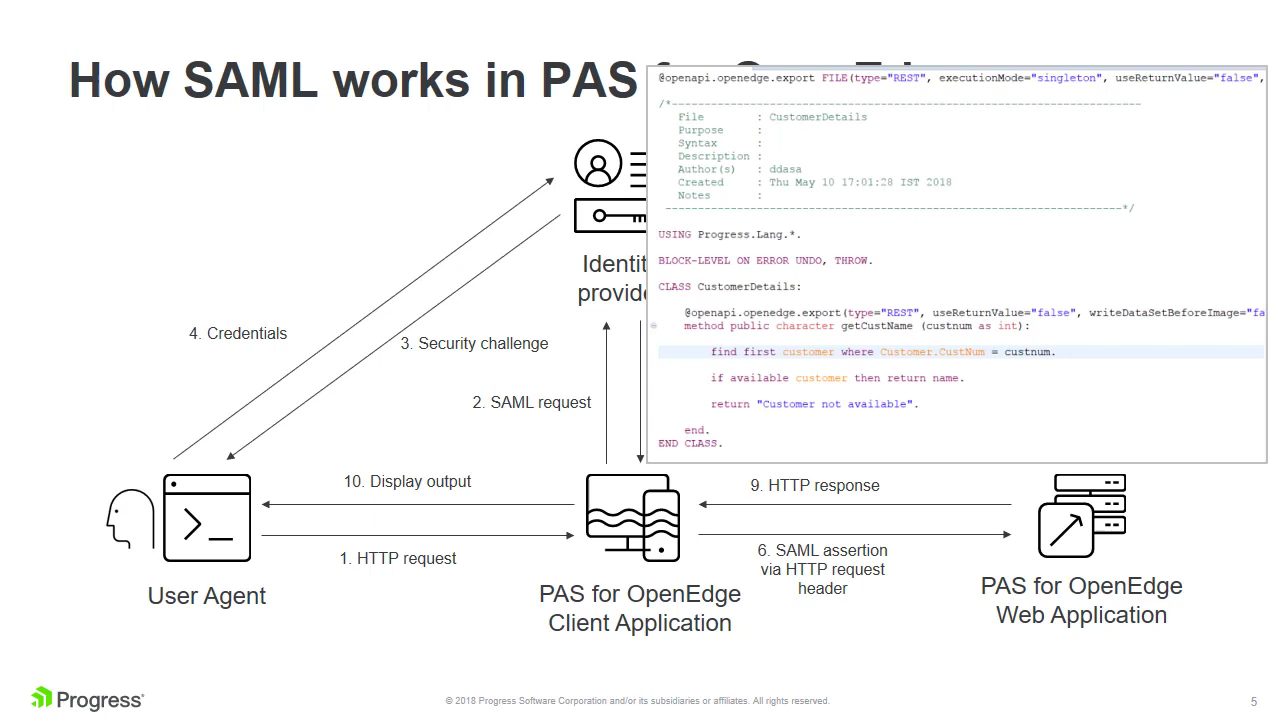 How SAML works in PAS for OpenEdge
@openapi.openedge.export FILE(type="REST", executionMode="singleton", useReturnValue="false",
/*------------------------------------------------------------------------
File : CustomerDetails
Purpose :
Syntax :
Description :
Author(s) : ddasa
Created : Thu May 10 17:01:28 IST 2018
Notes :
----------------------------------------------------------------------*/
USING Progress.Lang.*.
BLOCK-LEVEL ON ERROR UNDO, THROW.
CLASS CustomerDetails:
@openapi.openedge.export(type="REST", useReturnValue="false", writeDataSetBeforeImage="fa
method public character getCustName (custnum as int):
find first customer where Customer.CustNum = custnum.
if available customer then return name.
return "Customer not available".
end.
END CLASS.
Identit
provide
4. Credentials
3. Security challenge
2. SAML request
10. Display output
9. HTTP response
1. HTTP request
6. SAML assertion
via HTTP request
header
User Agent
PAS for OpenEdge
Client Application
PAS for OpenEdge
Web Application
Progress
© 2018 Progress Software Corporation and/or its subsidiaries or affiliates. All rights reserved.
5